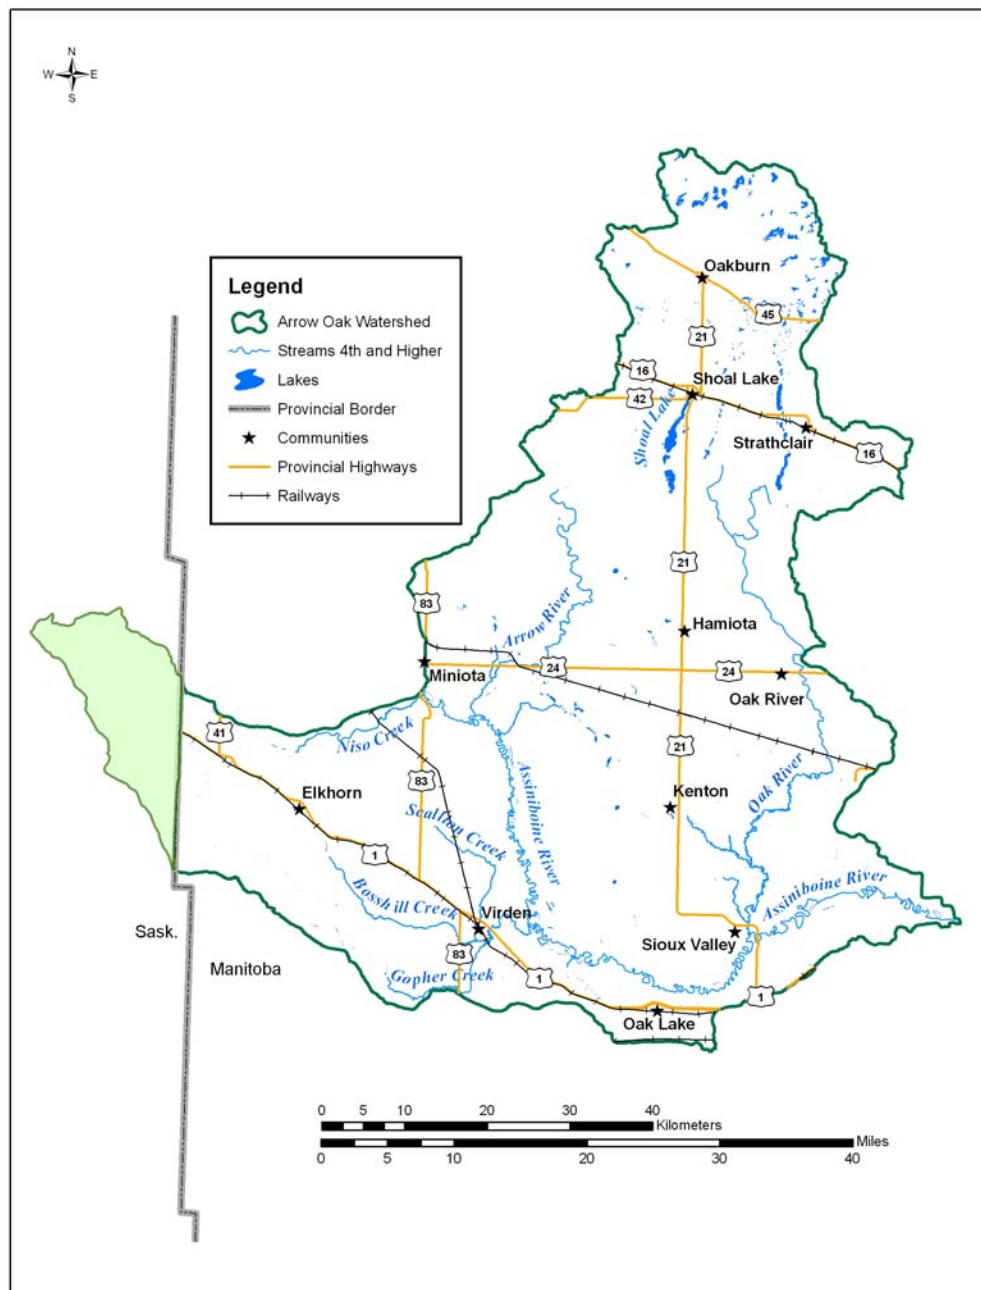 N
W E
S
Legend
Arrow Oak Watershed
Streams 4th and Higher
Lakes
Provincial Border
Communities
Provincial Highways
Railways
Oakburn
45
21
16
Shoal Lake
42
Shoal Lake
Strathclair
16
21
83
Arrow River
Hamiota
Miniota
24
24
Oak River
41
Niso Creek
21
83
Elkhorn
Assiniboine River
Oak River
Kenton
Scallion Creek
1
Bosshill Creek
Virden
Assiniboine River
Sask.
Sioux Valley
83
Manitoba
Gopher Creek
1
1
Oak Lake
0 5 10 20 30 40
Kilometers
Miles
0 5 10 20 30 40